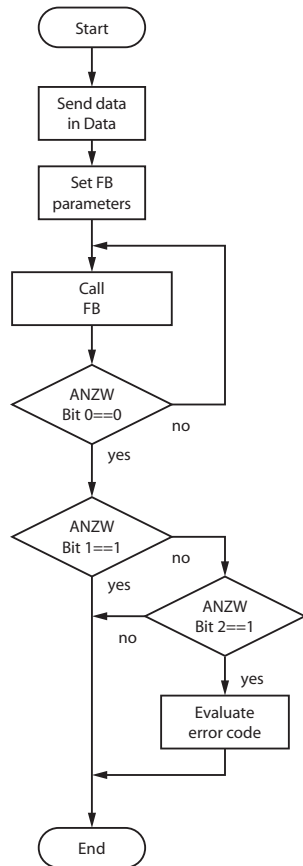 Start
Send data
in Data
Set FB
parameters
Call
FB
ANZW
Bit 0==0
no
yes
ANZW
Bit 1==1
no
yes
ANZW
Bit 2==1
no
yes
Evaluate
error code
End